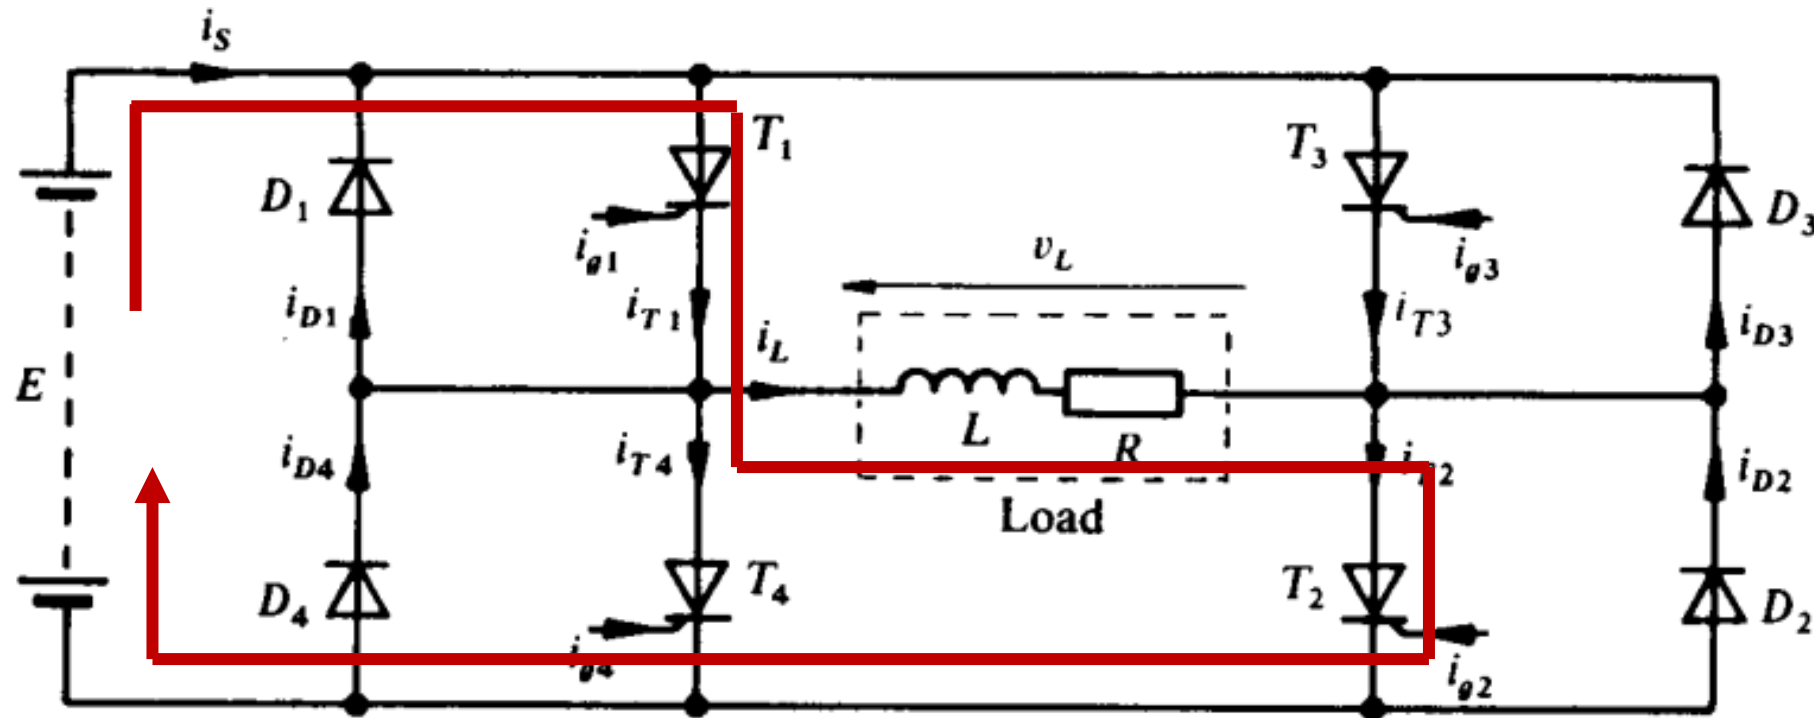 i_S
T_1
T_3
D_1
D_3
i_g1
v_L
i_g3
i_D1
i_T1
i_L
i_T3
i_D3
E
L
R
i_D4
i_T4
i_D2
Load
D_4
T_4
T_2
D_2
i_g4
i_g2